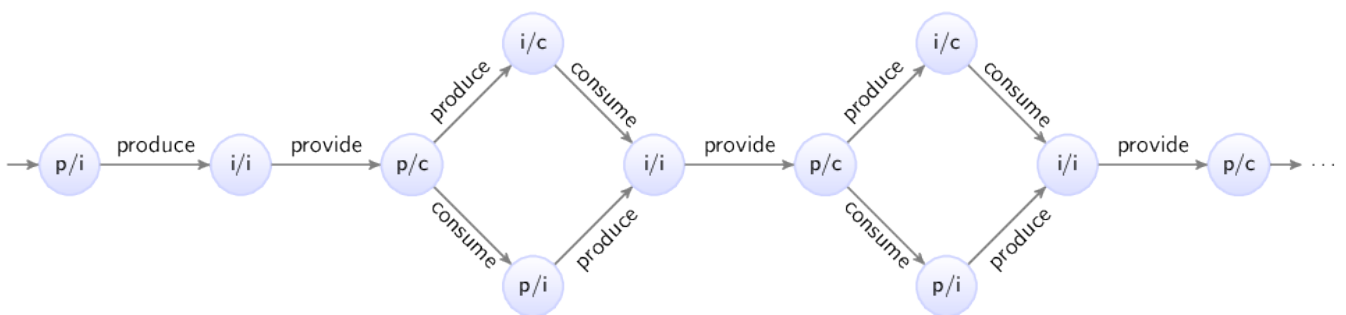 i/c
i/c
produce
consume
produce
consume
p/i
produce
i/i
provide
p/c
i/i
provide
p/c
i/i
provide
p/c
...
consume
produce
consume
produce
p/i
p/i